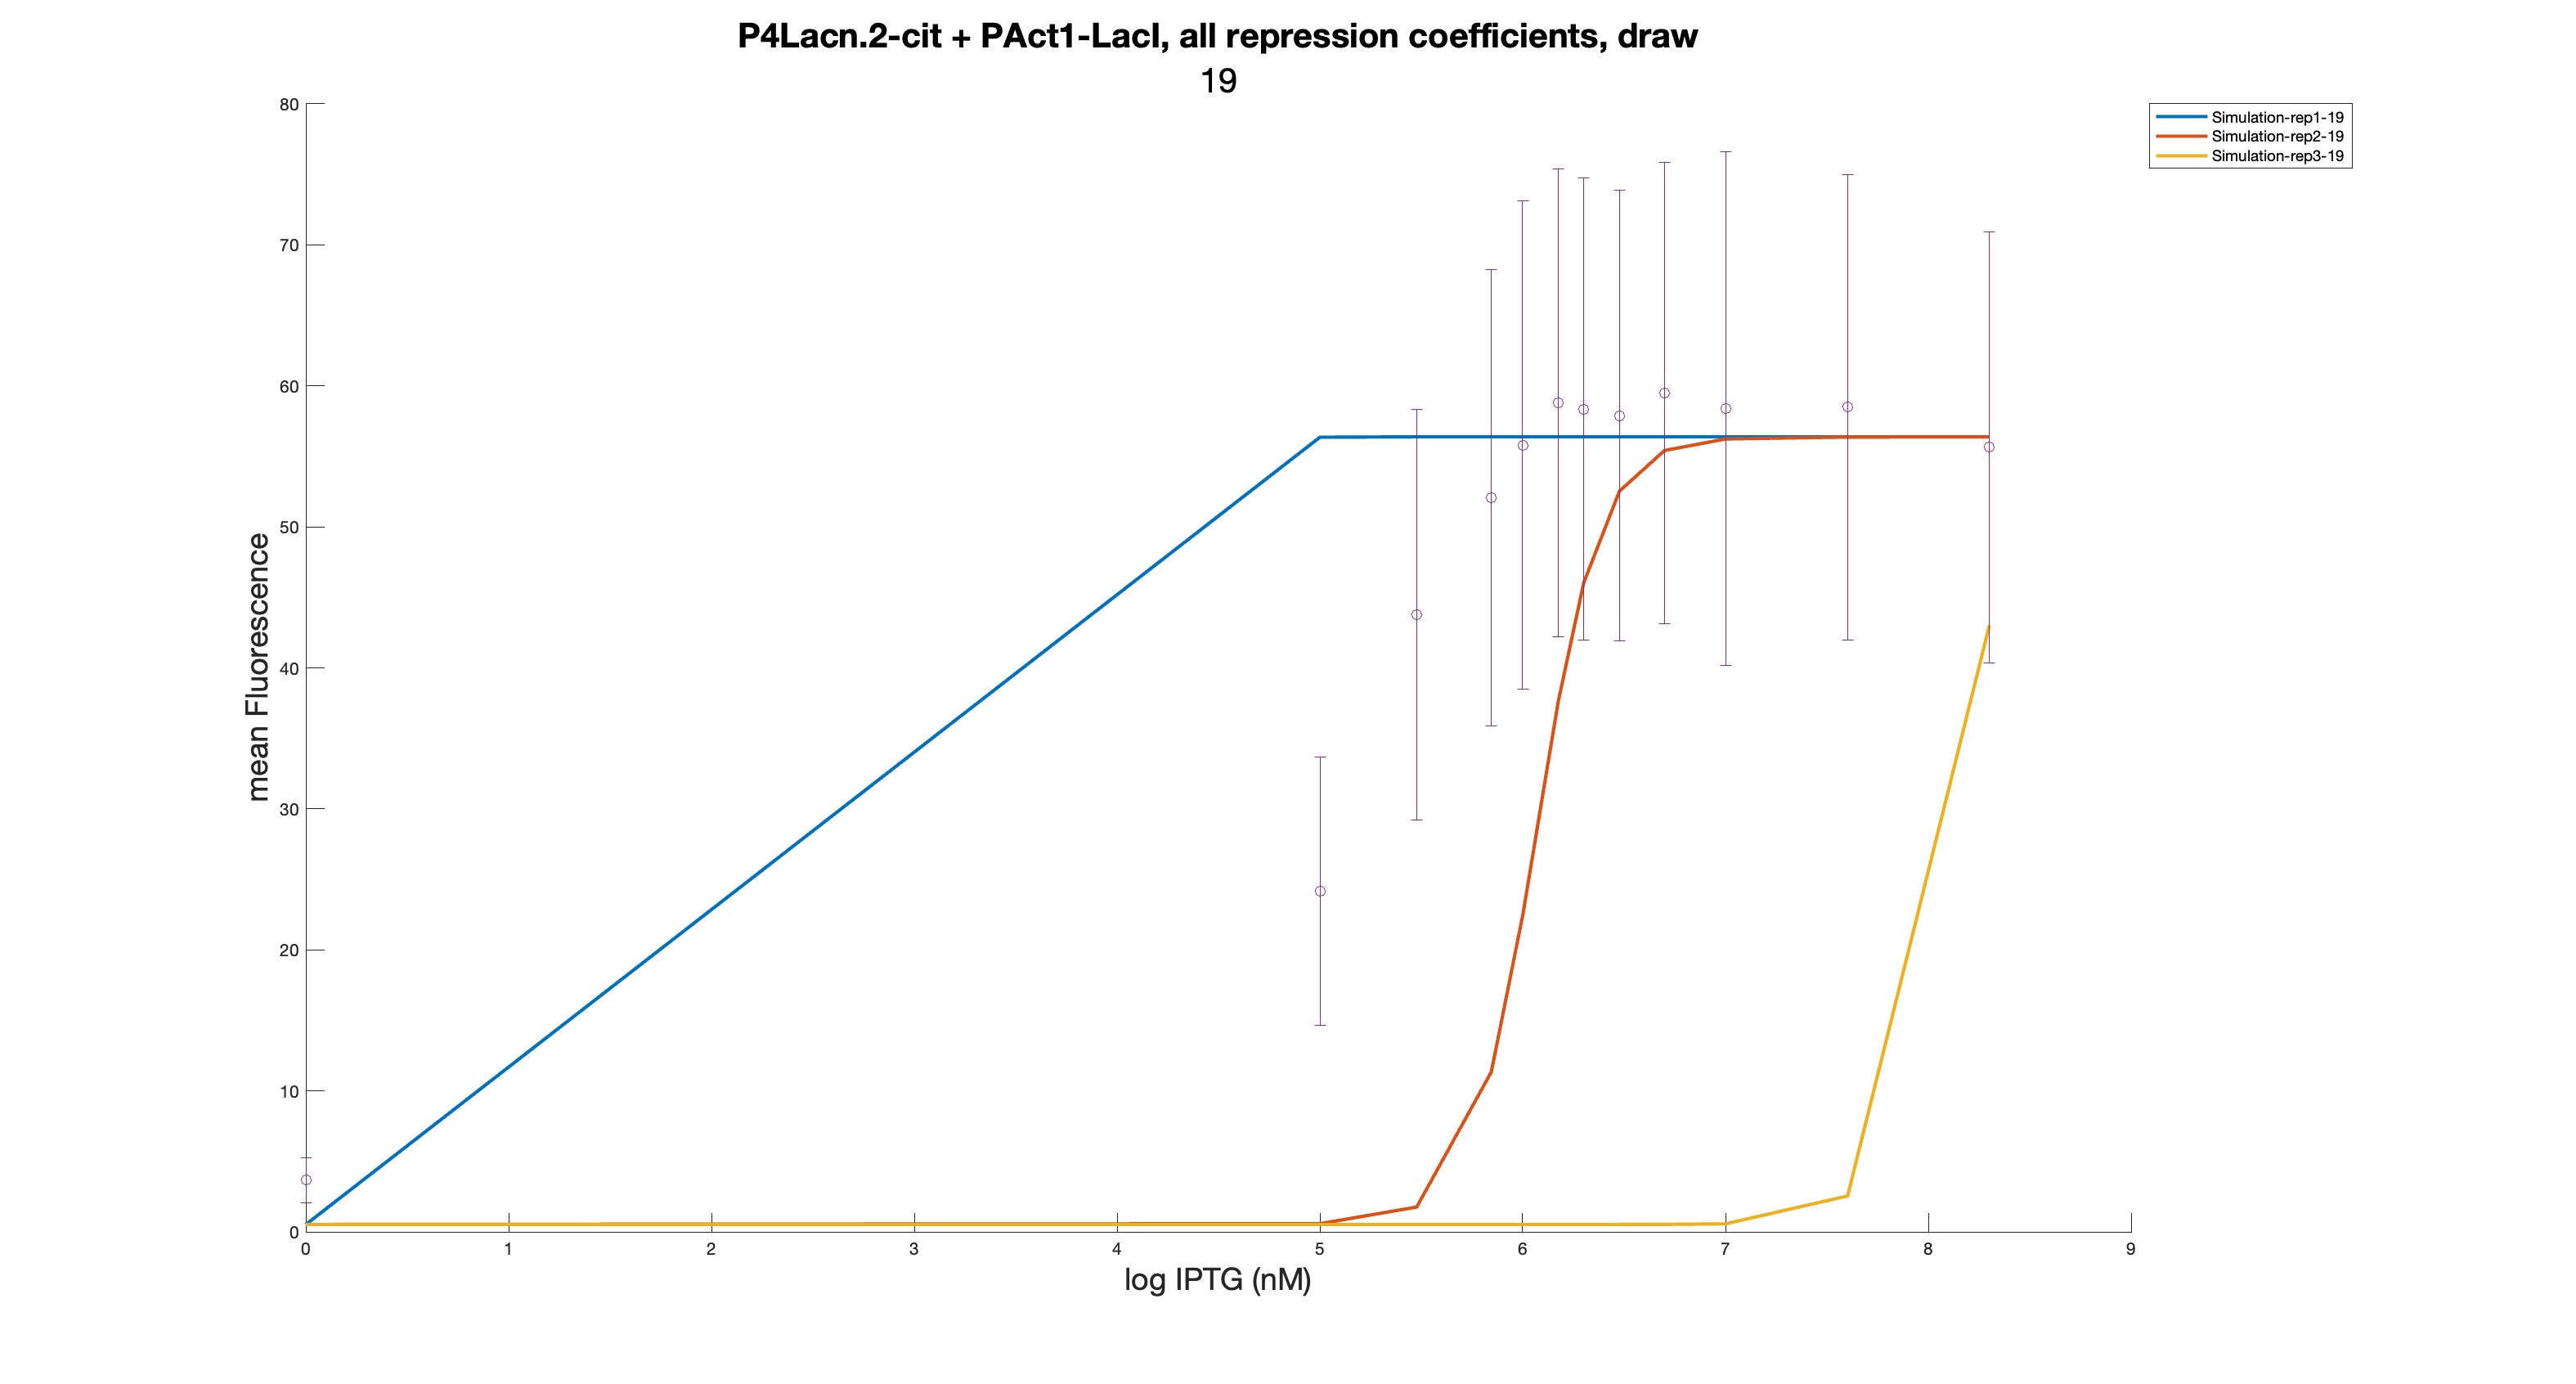 P4Lacn.2-cit + PAct1-LacI, all repression coefficients, draw
19
Simulation-rep1-19
Simulation-rep2-19
Simulation-rep3-19
mean Fluorescence
80
70
60
50
40
30
20
10
0
0 1 2 3 4 5 6 7 8 9
log IPTG (nM)